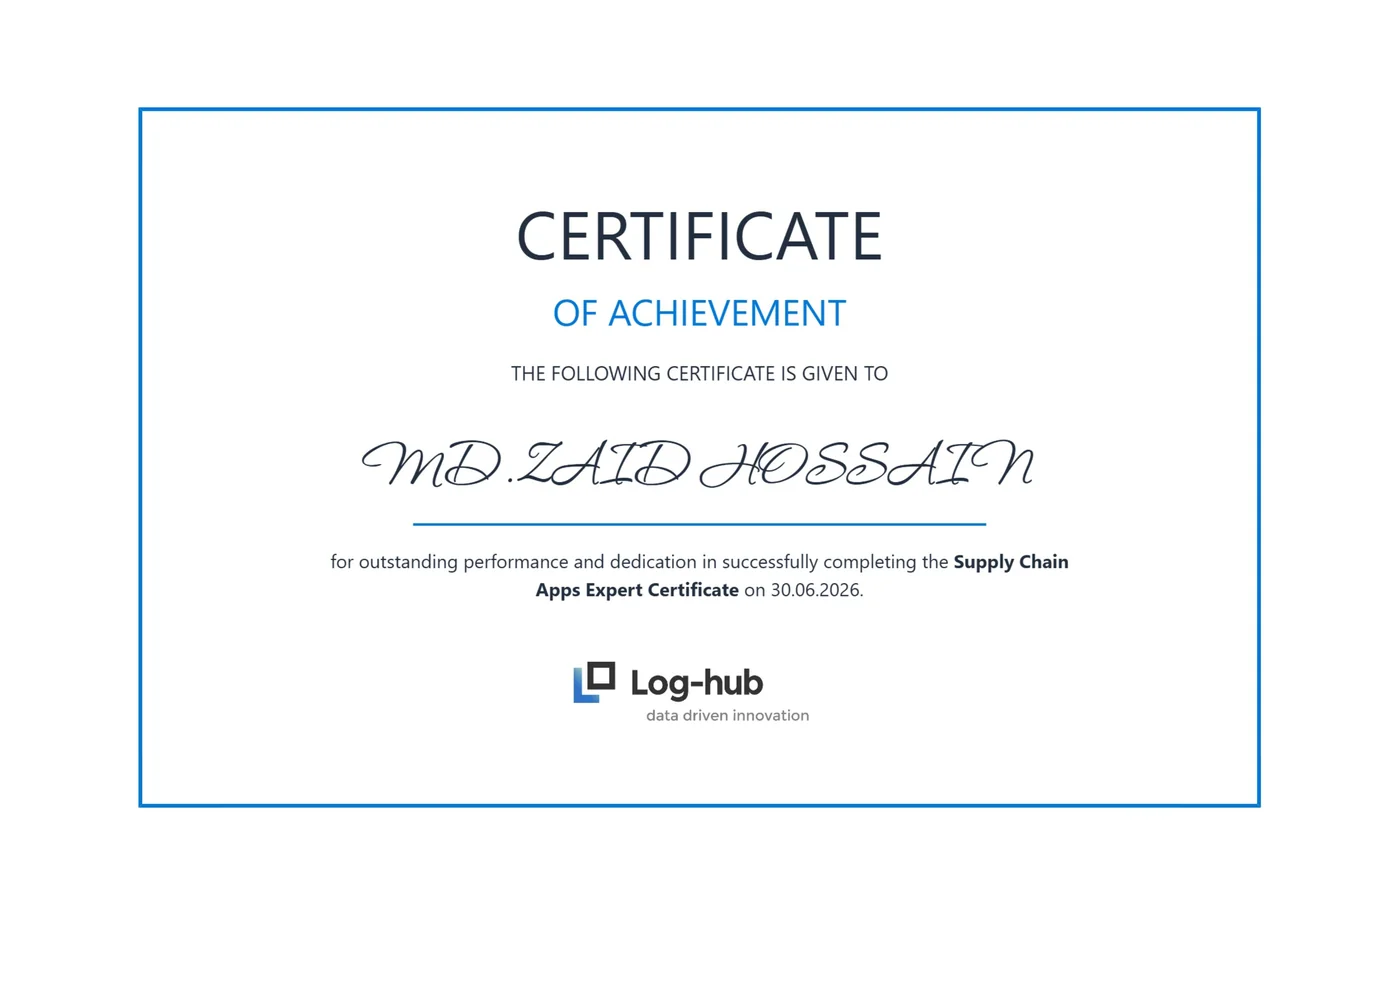 CERTIFICATE
OF ACHIEVEMENT
THE FOLLOWING CERTIFICATE IS GIVEN TO
MD.ZAID HOSSAIN
for outstanding performance and dedication in successfully completing the Supply Chain
Apps Expert Certificate on 30.06.2026.
Log-hub
data driven innovation